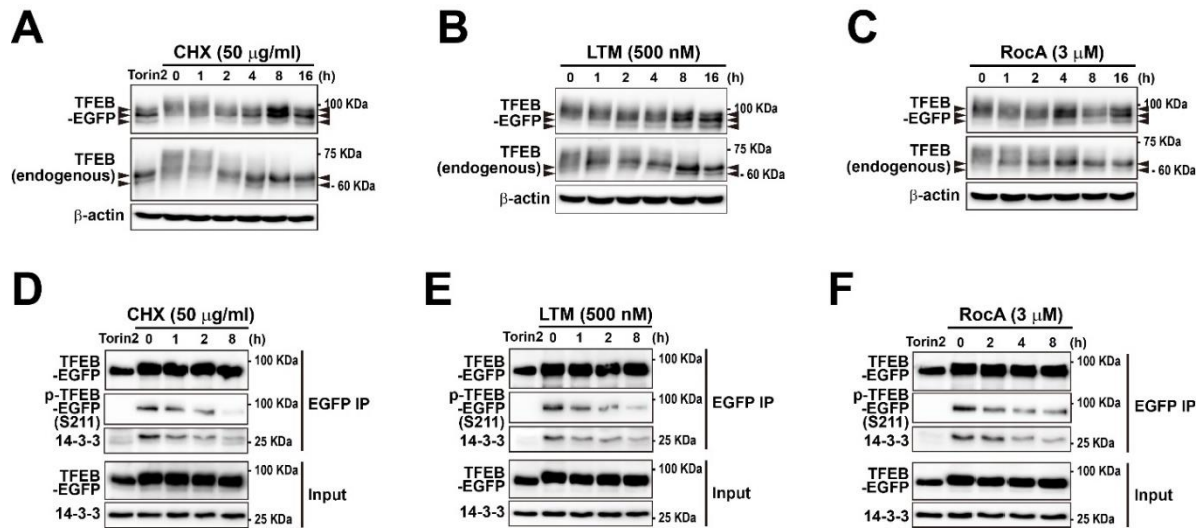 A
CHX (50 μg/ml)
Torin2 0 1 2 4 8 16 (h)
TFEB
-EGFP
- 100 KDa
TFEB
(endogenous)
75 KDa
- 60 KDa
β-actin
B
LTM (500 nM)
0 1 2 4 8 16 (h)
TFEB
-EGFP
100 KDa
TFEB
(endogenous)
75 KDa
- 60 KDa
β-actin
C
RocA (3 μM)
0 1 2 4 8 16 (h)
TFEB
-EGFP
100 KDa
TFEB
(endogenous)
75 KDa
- 60 KDa
β-actin
D
CHX (50 μg/ml)
Torin2 0 1 2 8 (h)
TFEB
-EGFP
- 100 KDa
p-TFEB
-EGFP
(S211)
- 100 KDa
14-3-3
- 25 KDa
EGFP IP
TFEB
-EGFP
- 100 KDa
14-3-3
- 25 KDa
Input
E
LTM (500 nM)
Torin2 0 1 2 8 (h)
TFEB
-EGFP
- 100 KDa
p-TFEB
-EGFP
(S211)
- 100 KDa
14-3-3
- 25 KDa
EGFP IP
TFEB
-EGFP
- 100 KDa
14-3-3
- 25 KDa
Input
F
RocA (3 μM)
Torin2 0 2 4 8 (h)
TFEB
-EGFP
- 100 KDa
p-TFEB
-EGFP
(S211)
- 100 KDa
14-3-3
- 25 KDa
EGFP IP
TFEB
-EGFP
- 100 KDa
14-3-3
- 25 KDa
Input